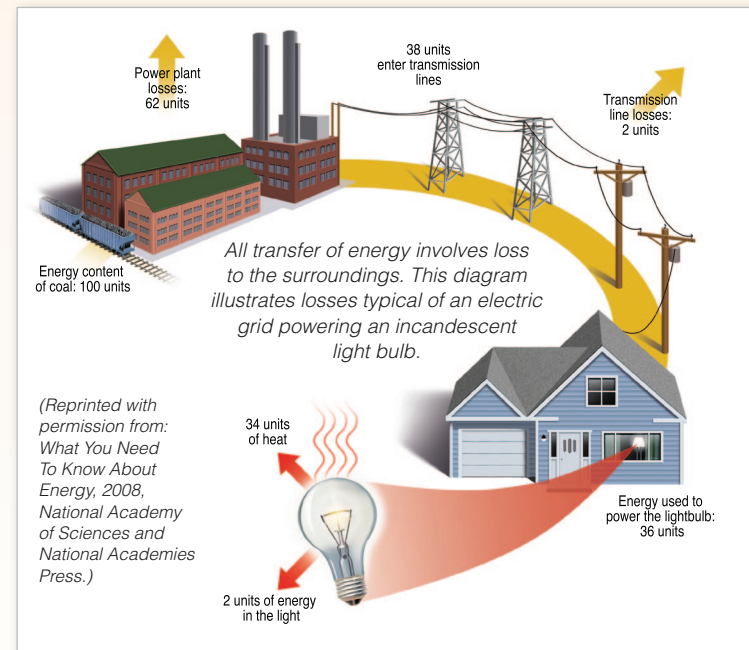 Power plant
losses:
62 units
38 units
enter transmission
lines
Transmission
line losses:
2 units
Energy content
of coal: 100 units
All transfer of energy involves loss
to the surroundings. This diagram
illustrates losses typical of an electric
grid powering an incandescent
light bulb.
(Reprinted with
permission from:
What You Need
To Know About
Energy, 2008,
National Academy
of Sciences and
National Academies
Press.)
34 units
of heat
Energy used to
power the lightbulb:
36 units
2 units of energy
in the light